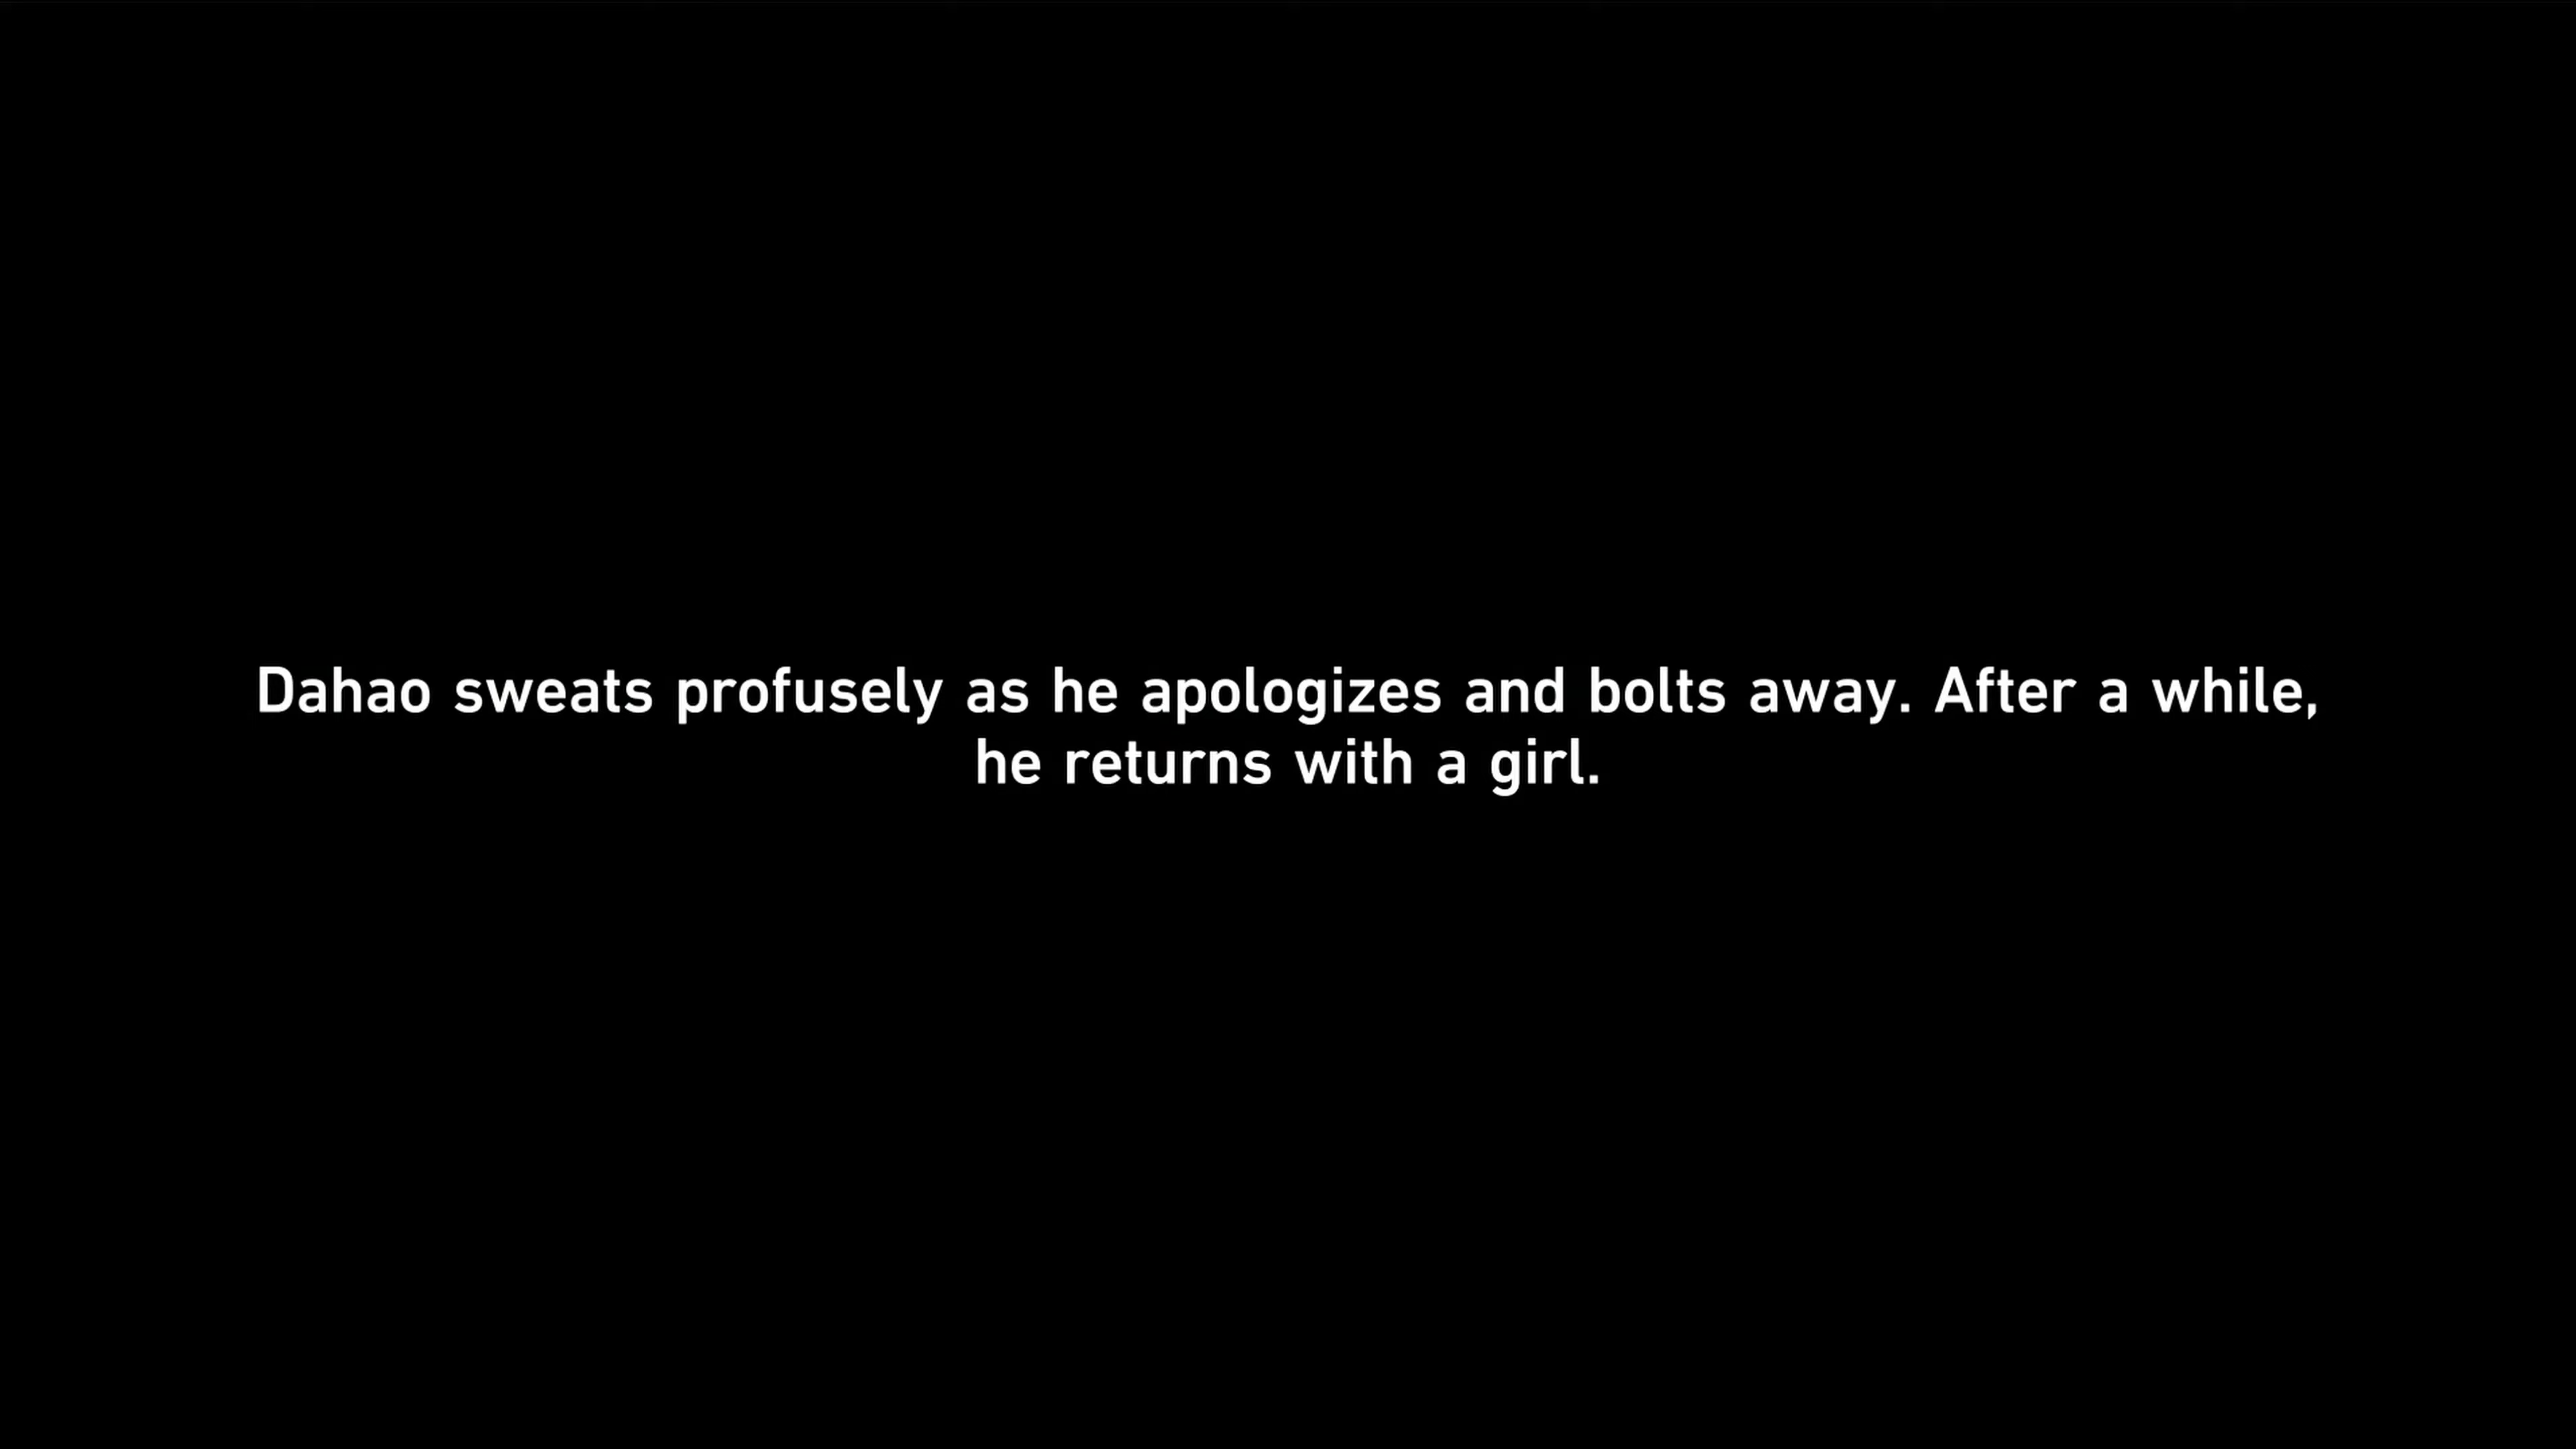 Dahao sweats profusely as he apologizes and bolts away. After a while,
he returns with a girl.